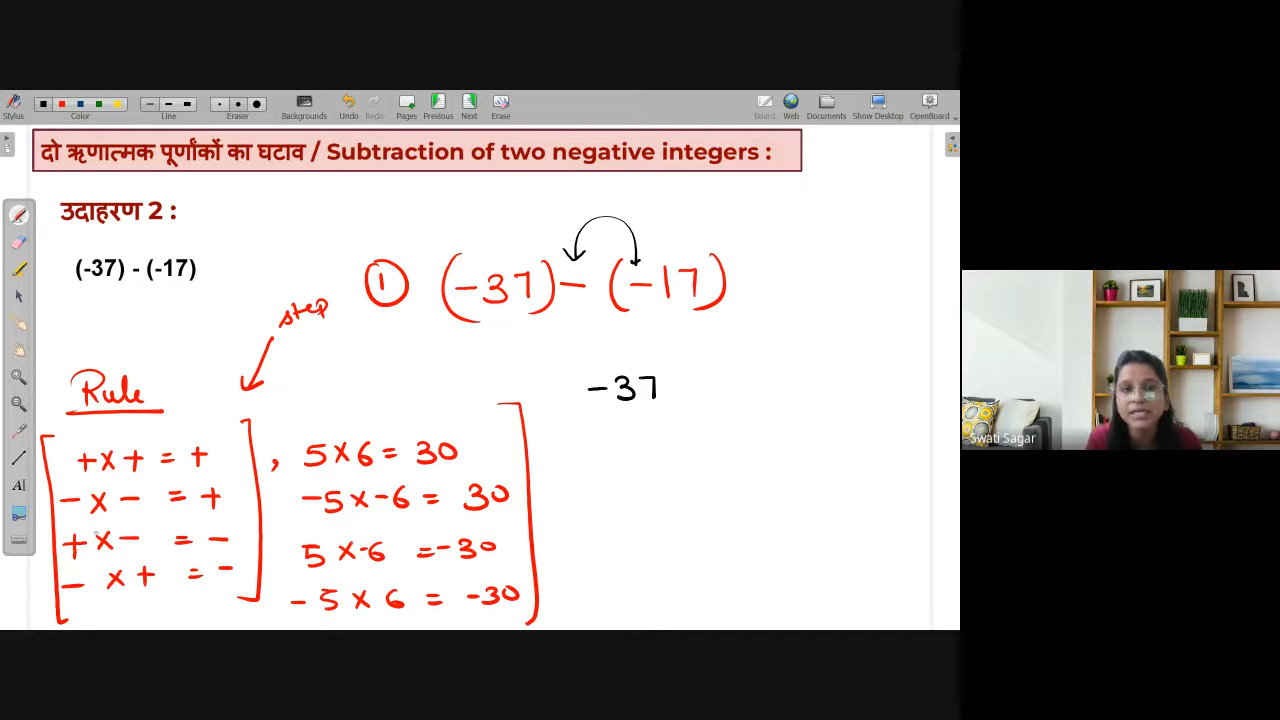 Stylus Color Line Eraser Backgrounds Undo Redo Pages Previous Next Erase Board Web Documents Show Desktop OpenBoard
दो ऋणात्मक पूर्णांकों का घटाव / Subtraction of two negative integers :
उदाहरण 2 :
(-37) - (-17)
1 (-37) - (-17)
step
Rule
-37
+ x + = + , 5 x 6 = 30
- x - = + -5 x -6 = 30
+ x - = - 5 x -6 = -30
- x + = - -5 x 6 = -30
Swati Sagar